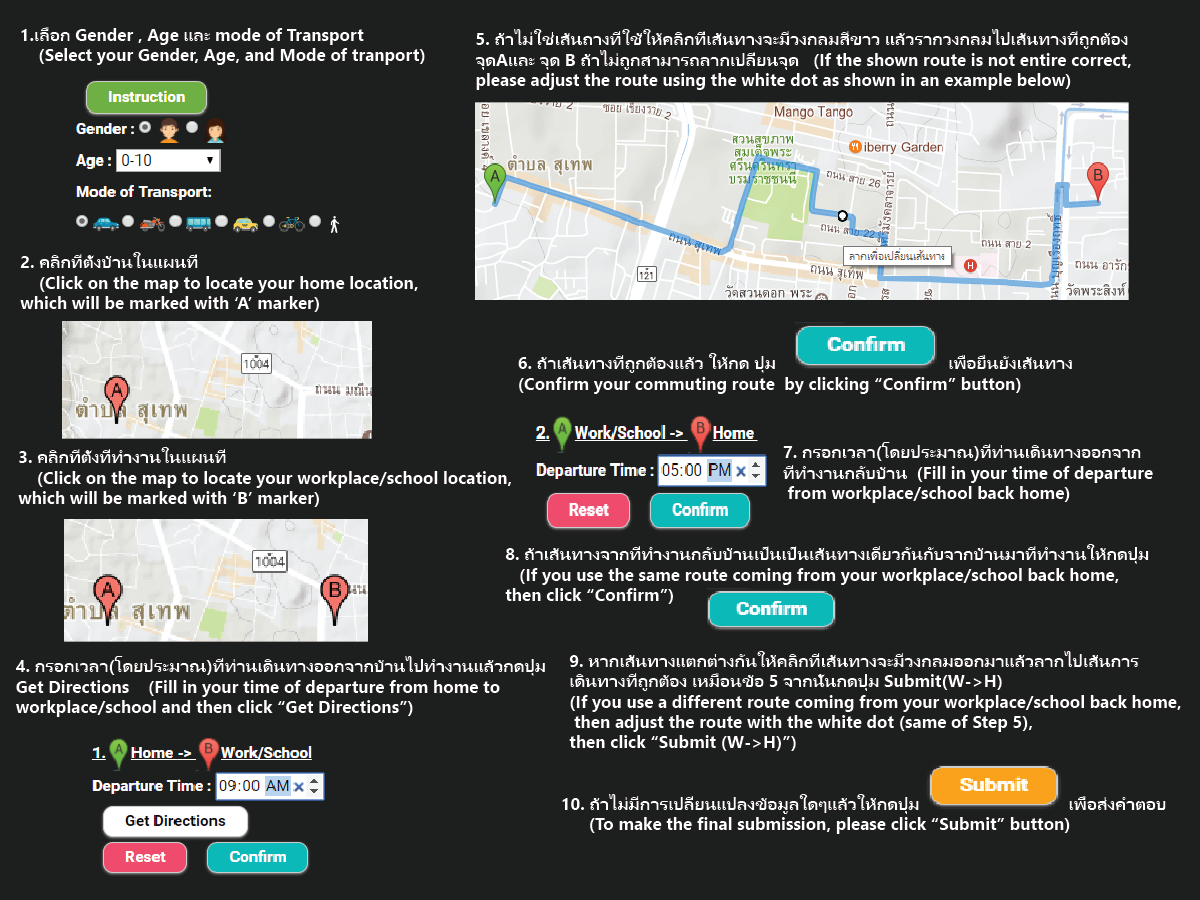 1.เลือก Gender , Age และ mode of Transport
(Select your Gender, Age, and Mode of tranport)
Instruction
Gender :
Age : 0-10
Mode of Transport:
2. คลิกที่ตั้งบ้านในแผนที่
(Click on the map to locate your home location,
which will be marked with ‘A’ marker)
1004
A
ตำบล สุเทพ
3. คลิกที่ตั้งที่ทำงานในแผนที่
(Click on the map to locate your workplace/school location,
which will be marked with ‘B’ marker)
1004
A
B
ตำบล สุเทพ
4. กรอกเวลา(โดยประมาณ)ที่ท่านเดินทางออกจากบ้านไปทำงานแล้วกดปุ่ม
Get Directions (Fill in your time of departure from home to
workplace/school and then click “Get Directions”)
1. A Home -> B Work/School
Departure Time : 09:00 AM
Get Directions
Reset
Confirm
5. ถ้าไม่ใช่เส้นถางที่ใช้ให้คลิกที่เส้นทางจะมีวงกลมสีขาว แล้วรากวงกลมไปเส้นทางที่ถูกต้อง
จุดAและ จุด B ถ้าไม่ถูกสามารถลากเปลี่ยนจุด (If the shown route is not entire correct,
please adjust the route using the white dot as shown in an example below)
ซอย เรืองราย 2
Mango Tango
สวนสุขภาพ
สมเด็จพระ
ศรีนครินทรา
บรมราชชนนี
iberry Garden
ตำบล สุเทพ
A
B
ถนน สาย 26
ถนน สาย 22
ถนน สุเทพ
ถนน สาย 2
ลากเพื่อเปลี่ยนเส้นทาง
H
121
ถนน สุเทพ
ถนน อารัก
วัดสวนดอก พระ
วัดพระสิงห์
6. ถ้าเส้นทางที่ถูกต้องแล้ว ให้กด ปุ่ม Confirm เพื่อยืนยังเส้นทาง
(Confirm your commuting route by clicking “Confirm” button)
2. A Work/School -> B Home
Departure Time : 05:00 PM
Reset
Confirm
7. กรอกเวลา(โดยประมาณ)ที่ท่านเดินทางออกจาก
ที่ทำงานกลับบ้าน (Fill in your time of departure
from workplace/school back home)
8. ถ้าเส้นทางจากที่ทำงานกลับบ้านเป็นเป็นเส้นทางเดียวกันกับจากบ้านมาที่ทำงานให้กดปุ่ม
(If you use the same route coming from your workplace/school back home,
then click “Confirm”)
Confirm
9. หากเส้นทางแตกต่างกันให้คลิกที่เส้นทางจะมีวงกลมออกมาแล้วลากไปเส้นการ
เดินทางที่ถูกต้อง เหมือนข้อ 5 จากนั้นกดปุ่ม Submit(W->H)
(If you use a different route coming from your workplace/school back home,
then adjust the route with the white dot (same of Step 5),
then click “Submit (W->H)”)
10. ถ้าไม่มีการเปลี่ยนแปลงข้อมูลใดๆแล้วให้กดปุ่ม Submit เพื่อส่งคำตอบ
(To make the final submission, please click “Submit” button)